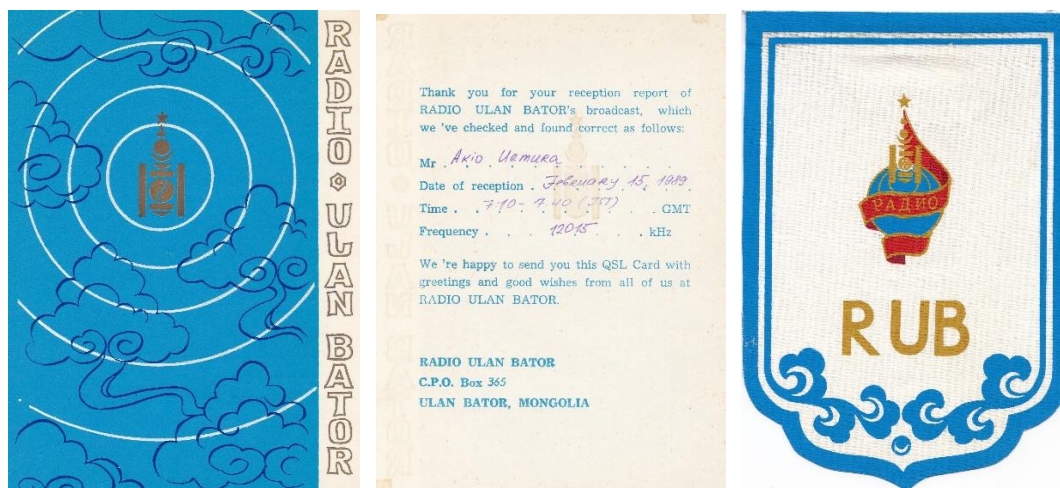 RADIO ULAN BATOR
Thank you for your reception report of
RADIO ULAN BATOR's broadcast, which
we 've checked and found correct as follows:
Mr . Akio Uemura
Date of reception . February 15, 1989
Time . . 7:10 - 7:40 (JST) . . GMT
Frequency . . . 12015 . . . kHz
We 're happy to send you this QSL Card with
greetings and good wishes from all of us at
RADIO ULAN BATOR.
RADIO ULAN BATOR
C.P.O. Box 365
ULAN BATOR, MONGOLIA
РАДИО
RUB